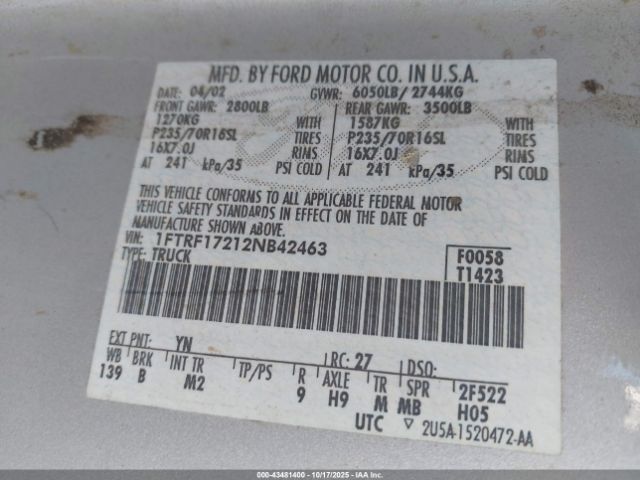 MFD. BY FORD MOTOR CO. IN U.S.A.
DATE: 04/02 GVWR: 6050LB/ 2744KG
FRONT GAWR: 2800LB REAR GAWR: 3500LB
1270KG WITH 1587KG WITH
P235/70R16SL TIRES P235/70R16SL TIRES
16X7.0J RIMS 16X7.0J RIMS
AT 241 kPa/35 PSI COLD AT 241 kPa/35 PSI COLD
THIS VEHICLE CONFORMS TO ALL APPLICABLE FEDERAL MOTOR
VEHICLE SAFETY STANDARDS IN EFFECT ON THE DATE OF
MANUFACTURE SHOWN ABOVE.
VIN: 1FTRF17212NB42463 F0058
TYPE: TRUCK T1423
EXT PNT: YN RC: 27 DSO:
WB BRK INT TR TP/PS R AXLE TR SPR 2F522
139 B M2 9 H9 M MB H05
UTC ▽ 2U5A-1520472-AA
000-43481400 - 10/17/2025 - IAAI.COM